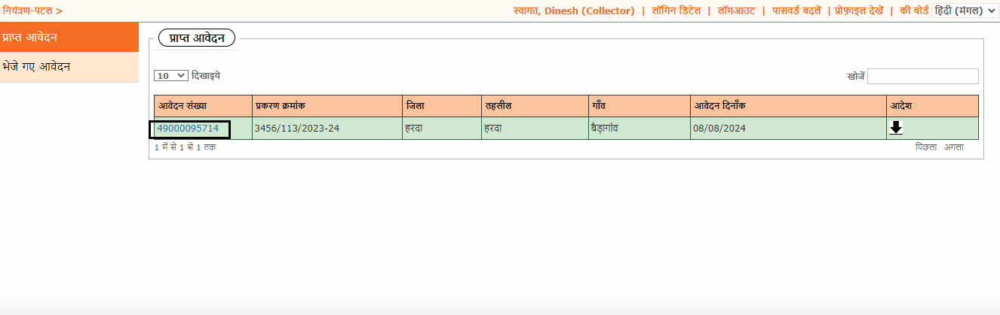 नियंत्रण-पटल > स्वागत, Dinesh (Collector) | लॉगिन डिटेल | लॉगआउट | पासवर्ड बदलें | प्रोफ़ाइल देखें | की बोर्ड हिंदी (मंगल)
प्राप्त आवेदन
भेजे गए आवेदन
प्राप्त आवेदन
10 दिखाइये खोजें
आवेदन संख्या प्रकरण क्रमांक जिला तहसील गाँव आवेदन दिनाँक आदेश
49000095714 3456/113/2023-24 हरदा हरदा बैड़ागांव 08/08/2024
1 में से 1 से 1 तक पिछला अगला